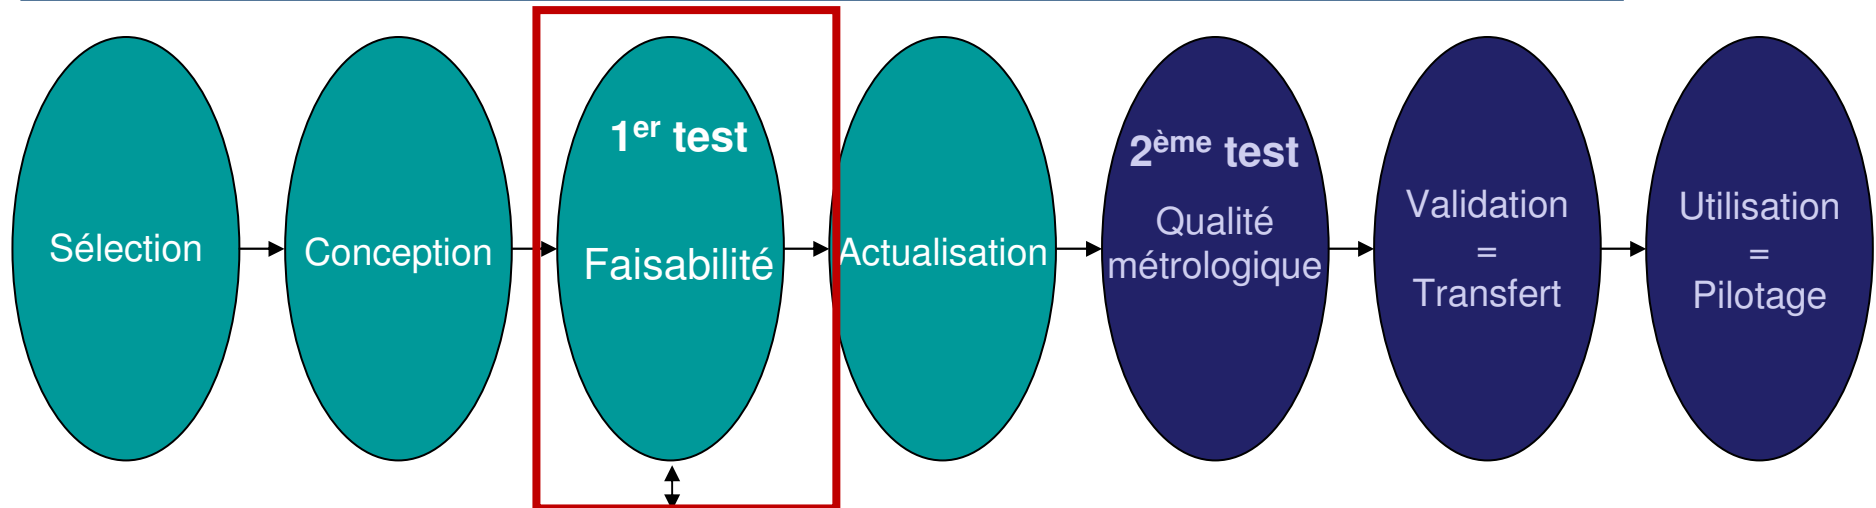 Sélection
Conception
1er test
Faisabilité
Actualisation
2ème test
Qualité
métrologique
Validation
=
Transfert
Utilisation
=
Pilotage